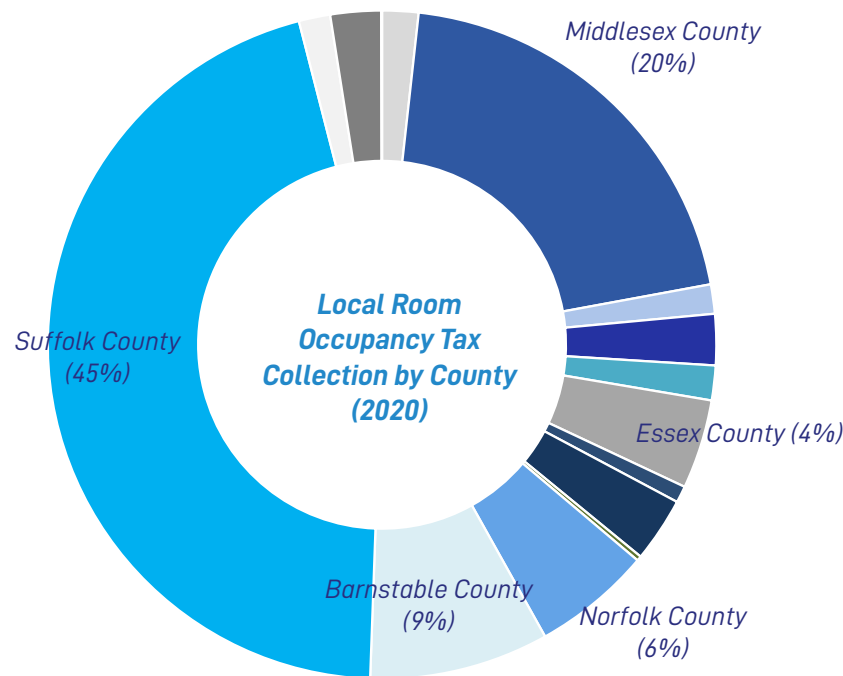 Middlesex County
(20%)
Local Room
Occupancy Tax
Collection by County
(2020)
Suffolk County
(45%)
Essex County (4%)
Barnstable County
(9%)
Norfolk County
(6%)